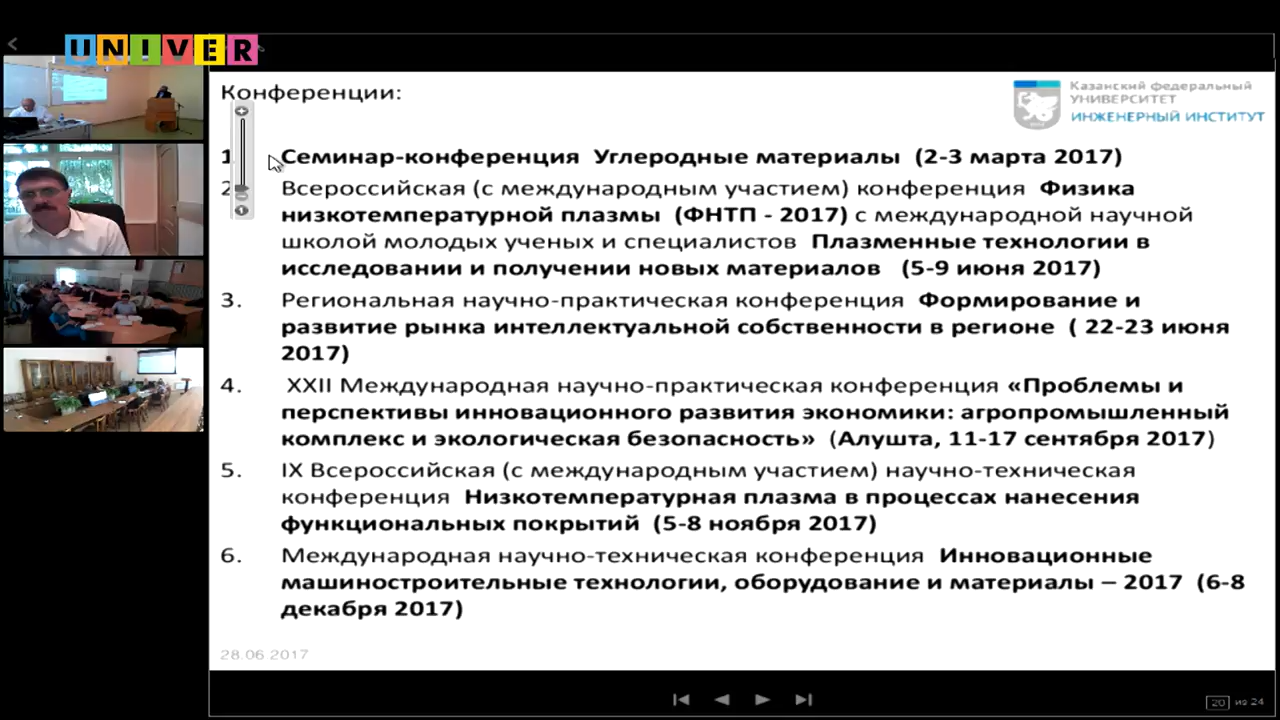 UNIVER
Конференции:
Казанский федеральный
УНИВЕРСИТЕТ
ИНЖЕНЕРНЫЙ ИНСТИТУТ
1. Семинар-конференция Углеродные материалы (2-3 марта 2017)
2. Всероссийская (с международным участием) конференция Физика
низкотемпературной плазмы (ФНТП - 2017) с международной научной
школой молодых ученых и специалистов Плазменные технологии в
исследовании и получении новых материалов (5-9 июня 2017)
3. Региональная научно-практическая конференция Формирование и
развитие рынка интеллектуальной собственности в регионе ( 22-23 июня
2017)
4. XXII Международная научно-практическая конференция «Проблемы и
перспективы инновационного развития экономики: агропромышленный
комплекс и экологическая безопасность» (Алушта, 11-17 сентября 2017)
5. IX Всероссийская (с международным участием) научно-техническая
конференция Низкотемпературная плазма в процессах нанесения
функциональных покрытий (5-8 ноября 2017)
6. Международная научно-техническая конференция Инновационные
машиностроительные технологии, оборудование и материалы – 2017 (6-8
декабря 2017)
28.06 2017
20 из 24